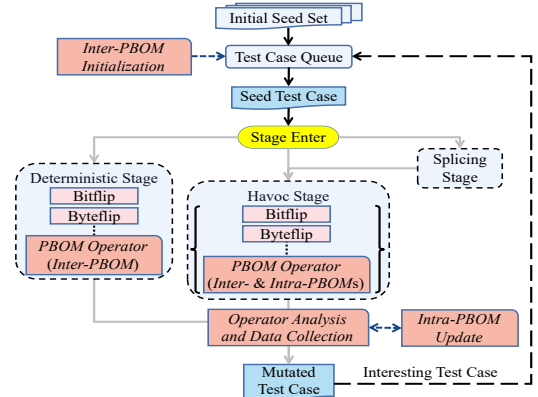 Initial Seed Set
Inter-PBOM
Initialization
Test Case Queue
Seed Test Case
Stage Enter
Splicing
Stage
Deterministic Stage
Bitflip
Byteflip
PBOM Operator
(Inter-PBOM)
Havoc Stage
Bitflip
Byteflip
PBOM Operator
(Inter- & Intra-PBOMs)
Operator Analysis
and Data Collection
Intra-PBOM
Update
Mutated
Test Case
Interesting Test Case